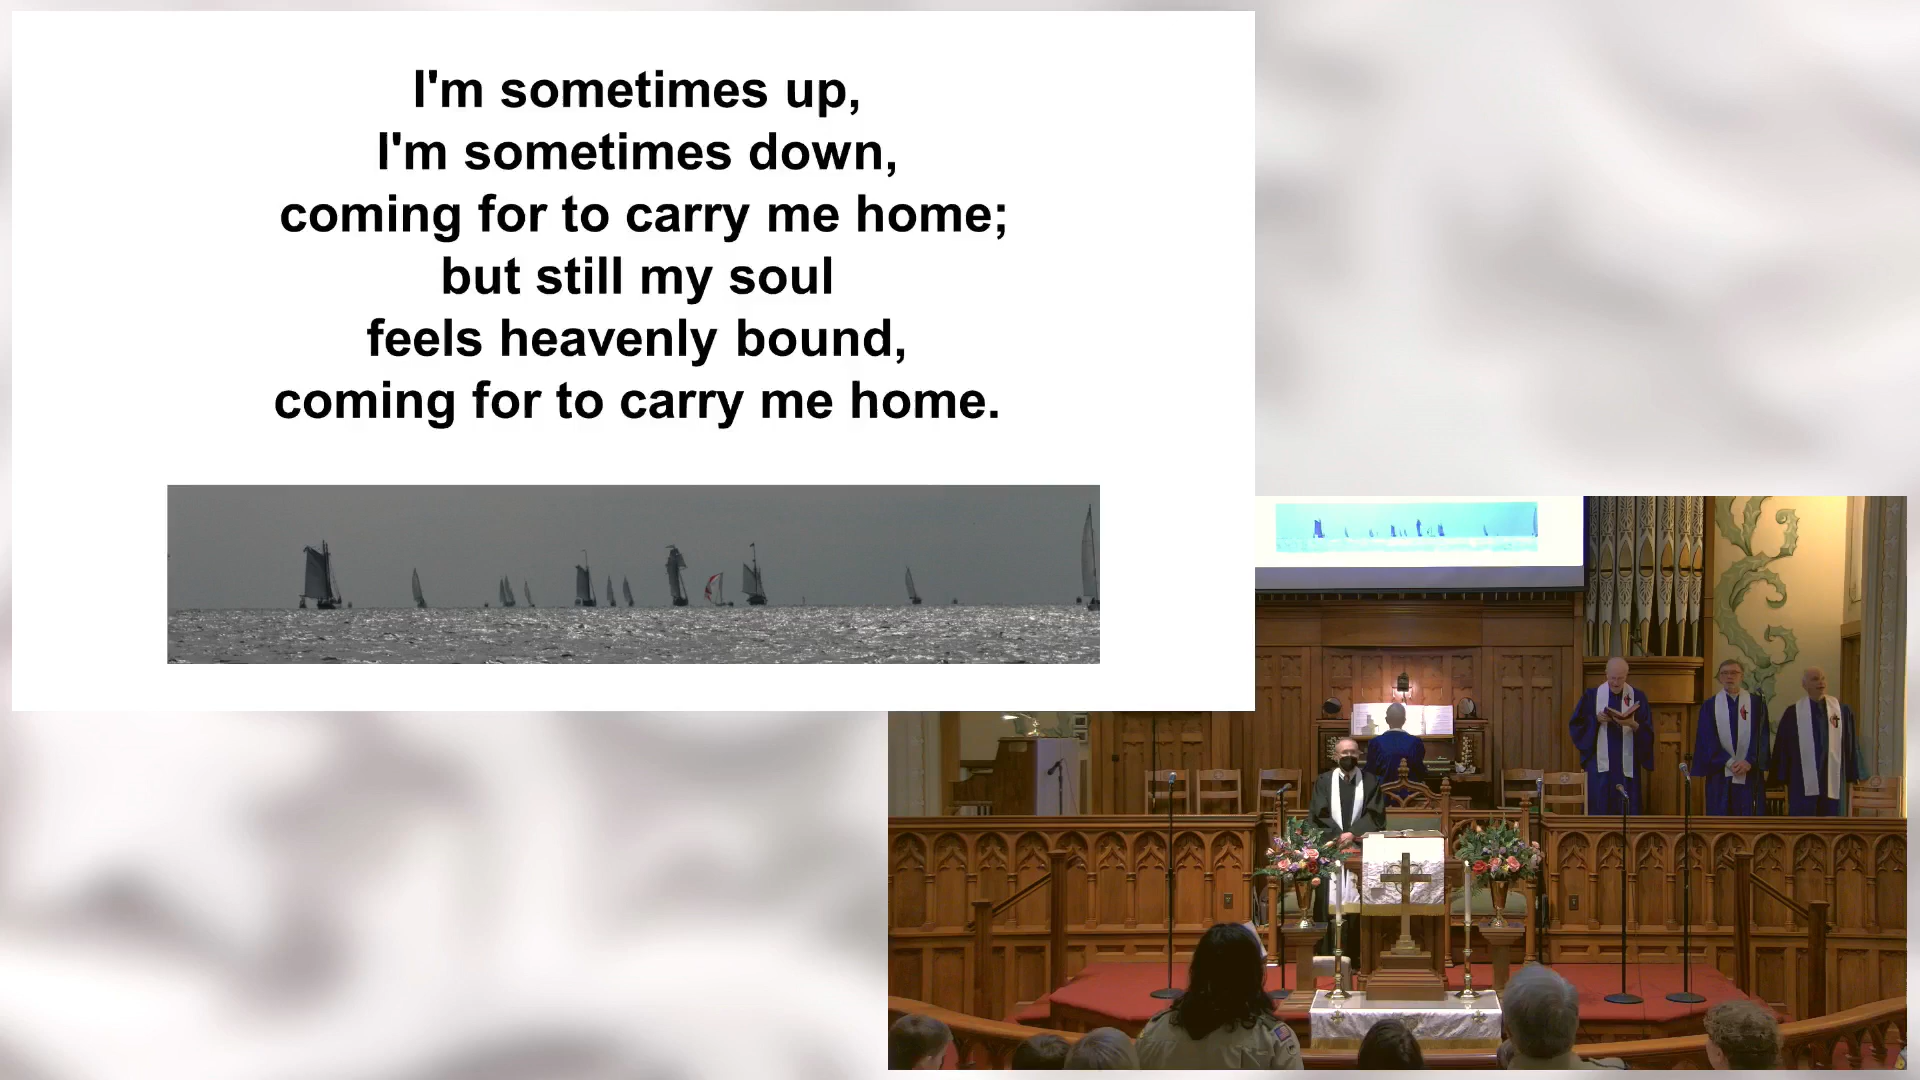 I'm sometimes up,
I'm sometimes down,
coming for to carry me home;
but still my soul
feels heavenly bound,
coming for to carry me home.